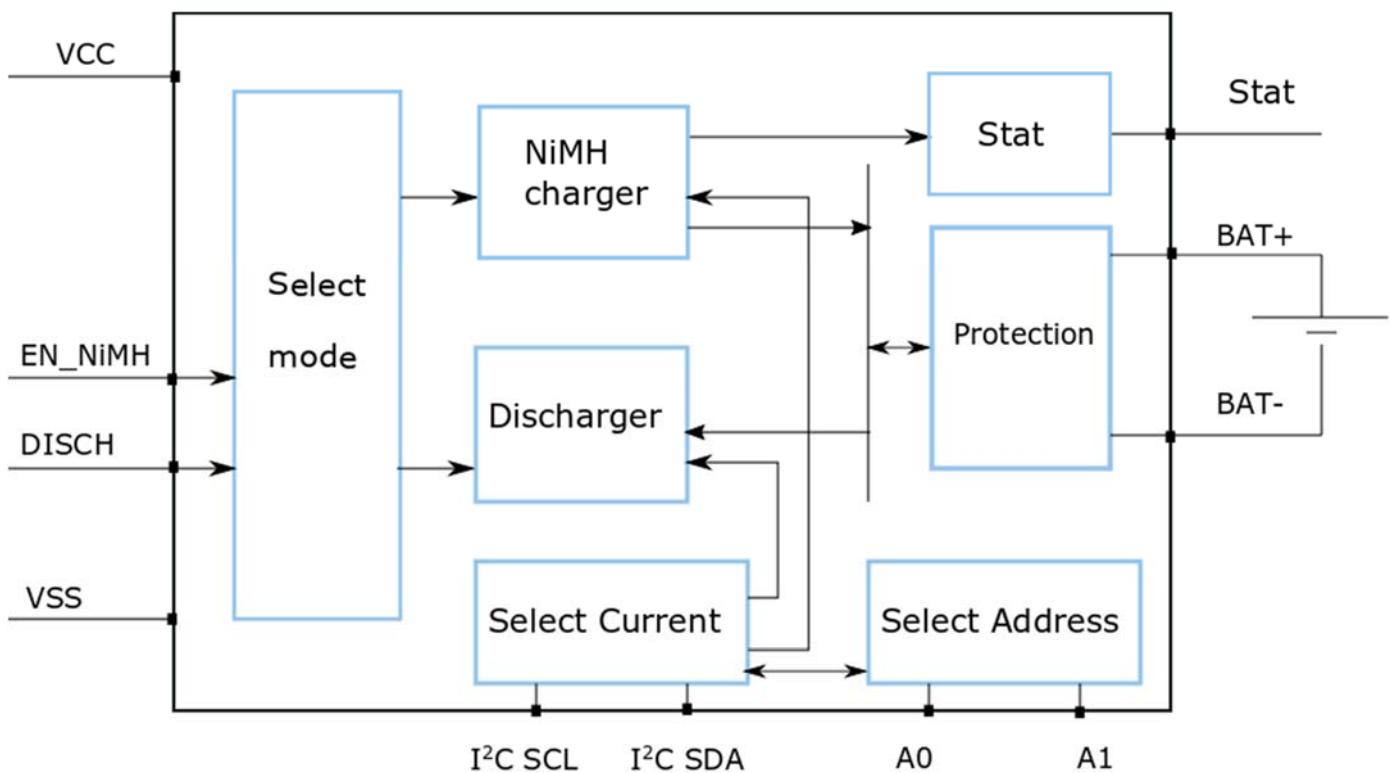 VCC
Stat
NiMH
charger
Stat
BAT+
Select
mode
Protection
EN_NiMH
BAT-
Discharger
DISCH
VSS
Select Current
Select Address
I²C SCL
I²C SDA
A0
A1